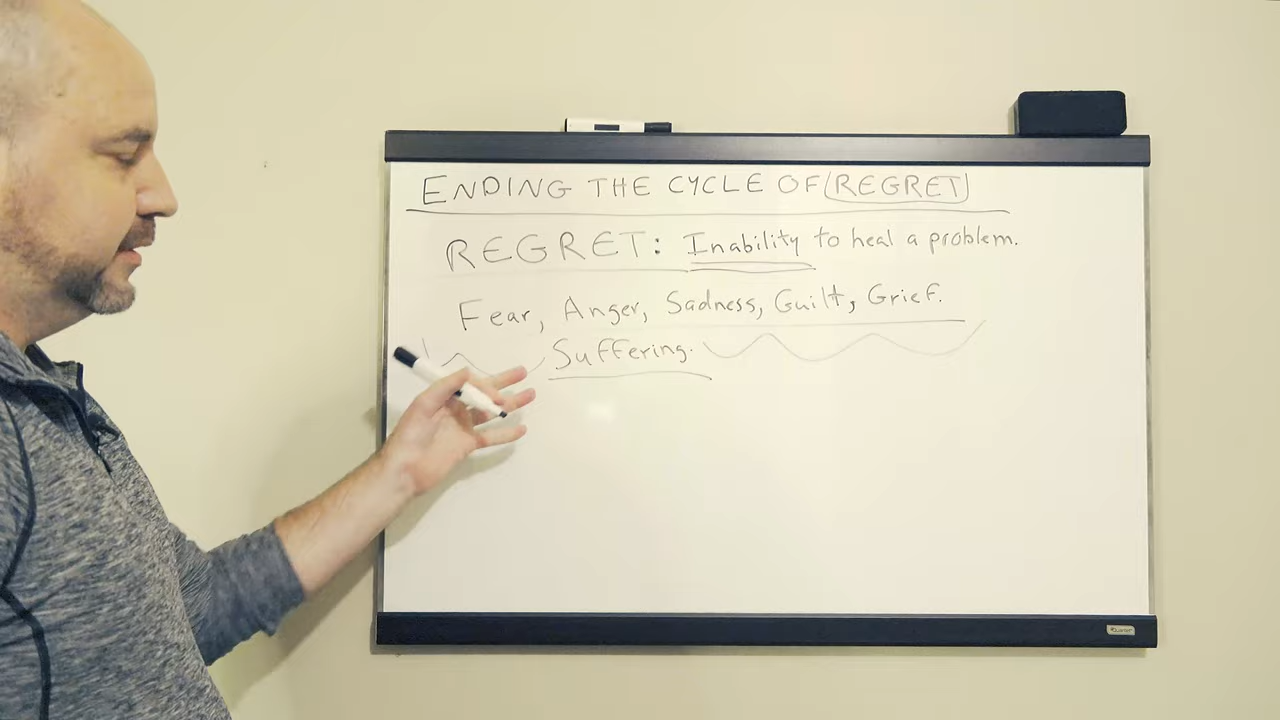 ENDING THE CYCLE OF REGRET
REGRET: Inability to heal a problem.
Fear, Anger, Sadness, Guilt, Grief.
Suffering.